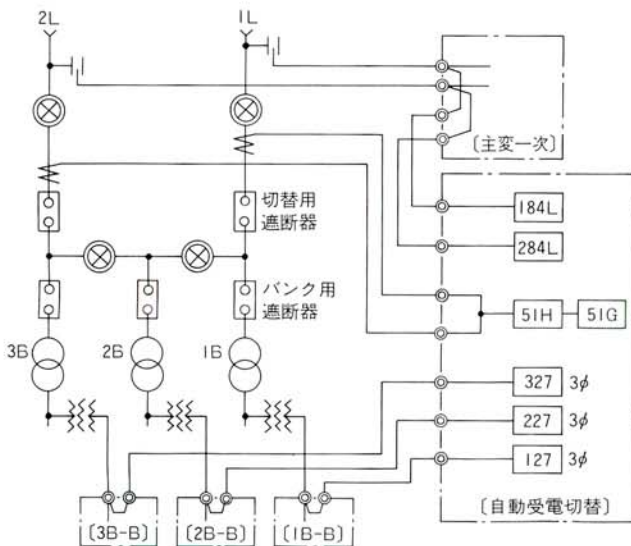 2L
1L
〔主変一次〕
切替用
遮断器
184L
284L
バンク用
遮断器
51H
51G
3B
2B
1B
327
3φ
227
3φ
127
3φ
〔3B-B〕
〔2B-B〕
〔1B-B〕
〔自動受電切替〕